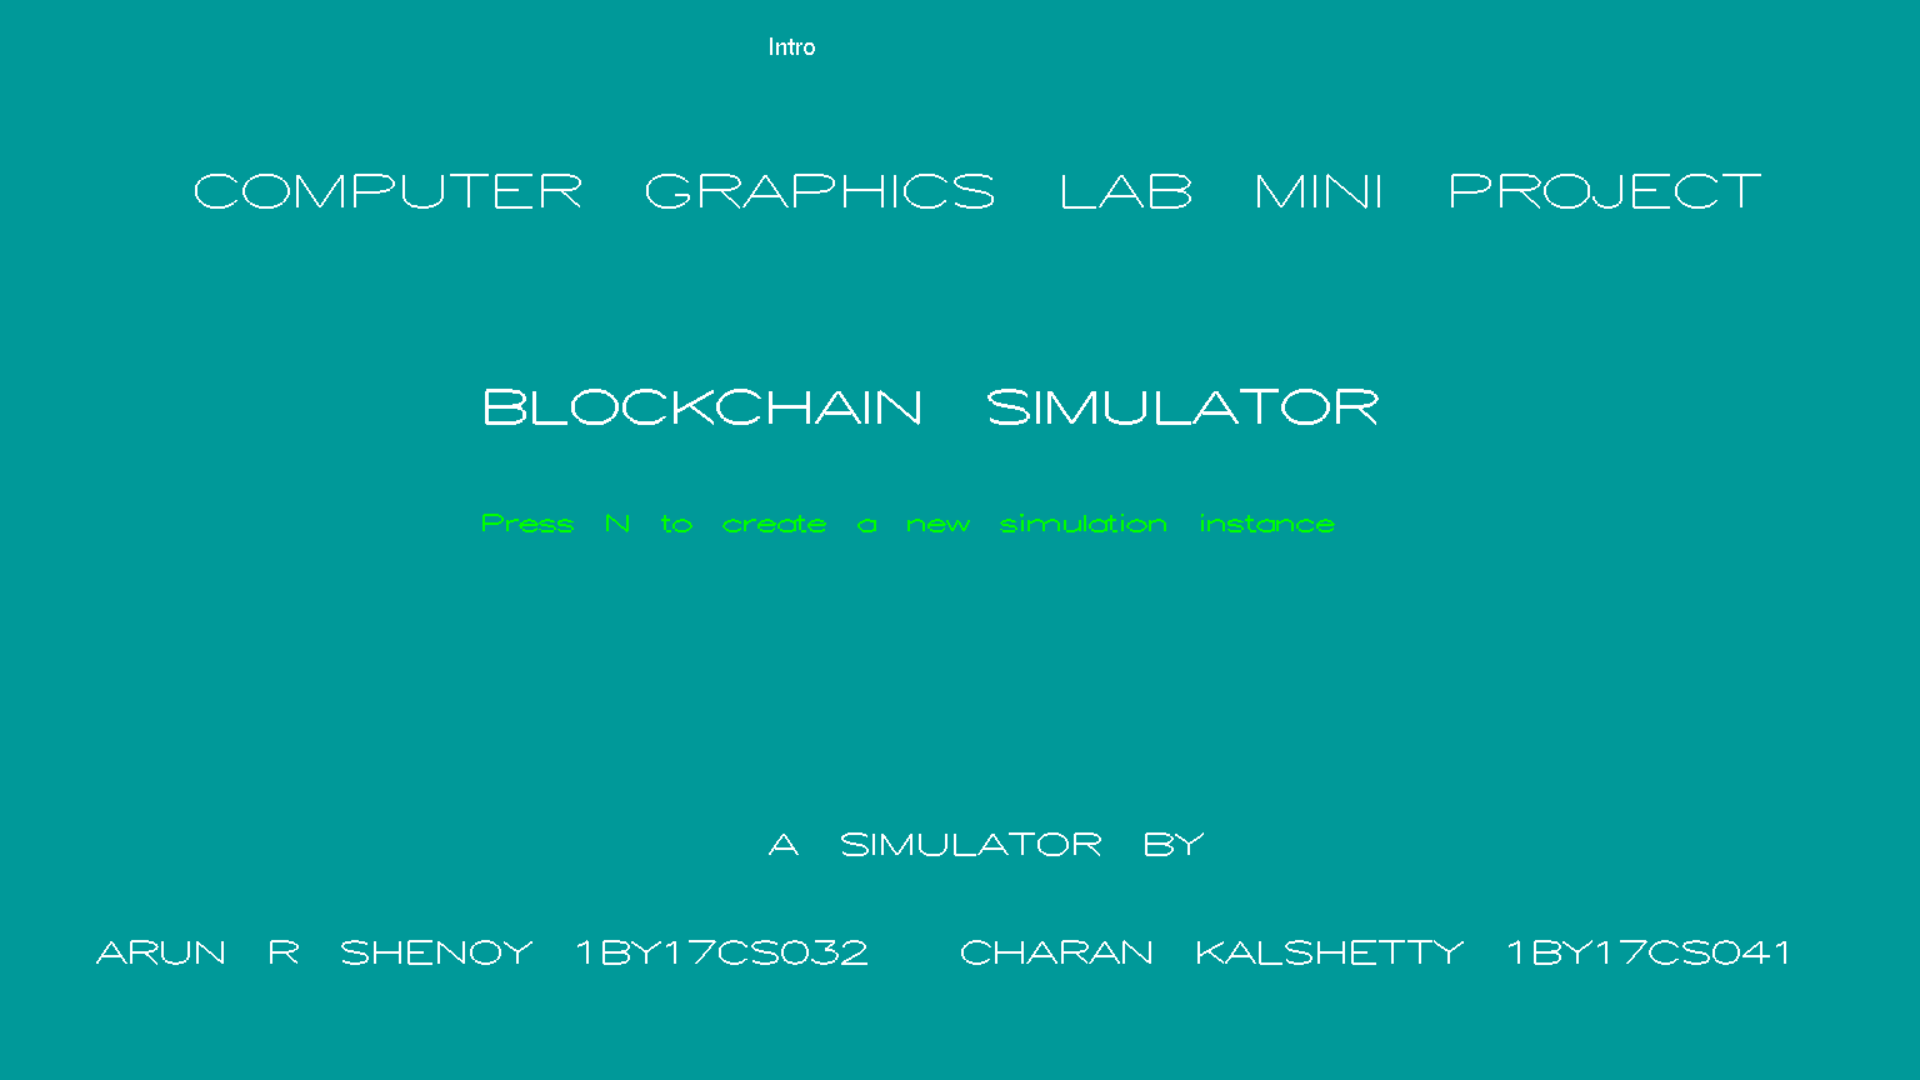 Intro
COMPUTER GRAPHICS LAB MINI PROJECT
BLOCKCHAIN SIMULATOR
Press N to create a new simulation instance
A SIMULATOR BY
ARUN R SHENOY 1BY17CS032 CHARAN KALSHETTY 1BY17CS041